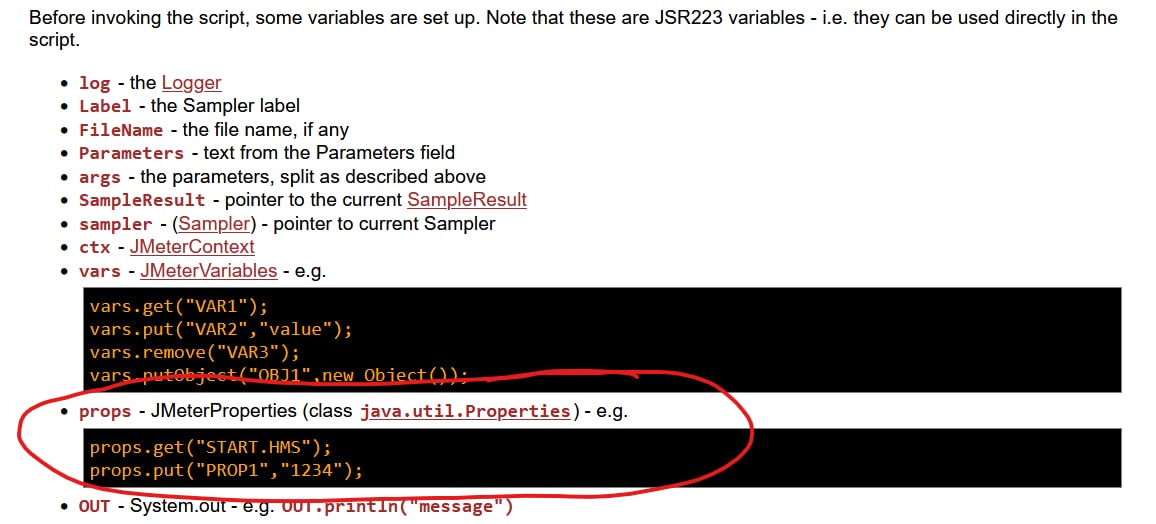 Before invoking the script, some variables are set up. Note that these are JSR223 variables - i.e. they can be used directly in the
script.
• log - the Logger
• Label - the Sampler label
• FileName - the file name, if any
• Parameters - text from the Parameters field
• args - the parameters, split as described above
• SampleResult - pointer to the current SampleResult
• sampler - (Sampler) - pointer to current Sampler
• ctx - JMeterContext
• vars - JMeterVariables - e.g.
vars.get("VAR1");
vars.put("VAR2","value");
vars.remove("VAR3");
vars.putObject("OBJ1",new Object());
• props - JMeterProperties (class java.util.Properties) - e.g.
props.get("START.HMS");
props.put("PROP1","1234");
• OUT - System.out - e.g. OUT.println("message")